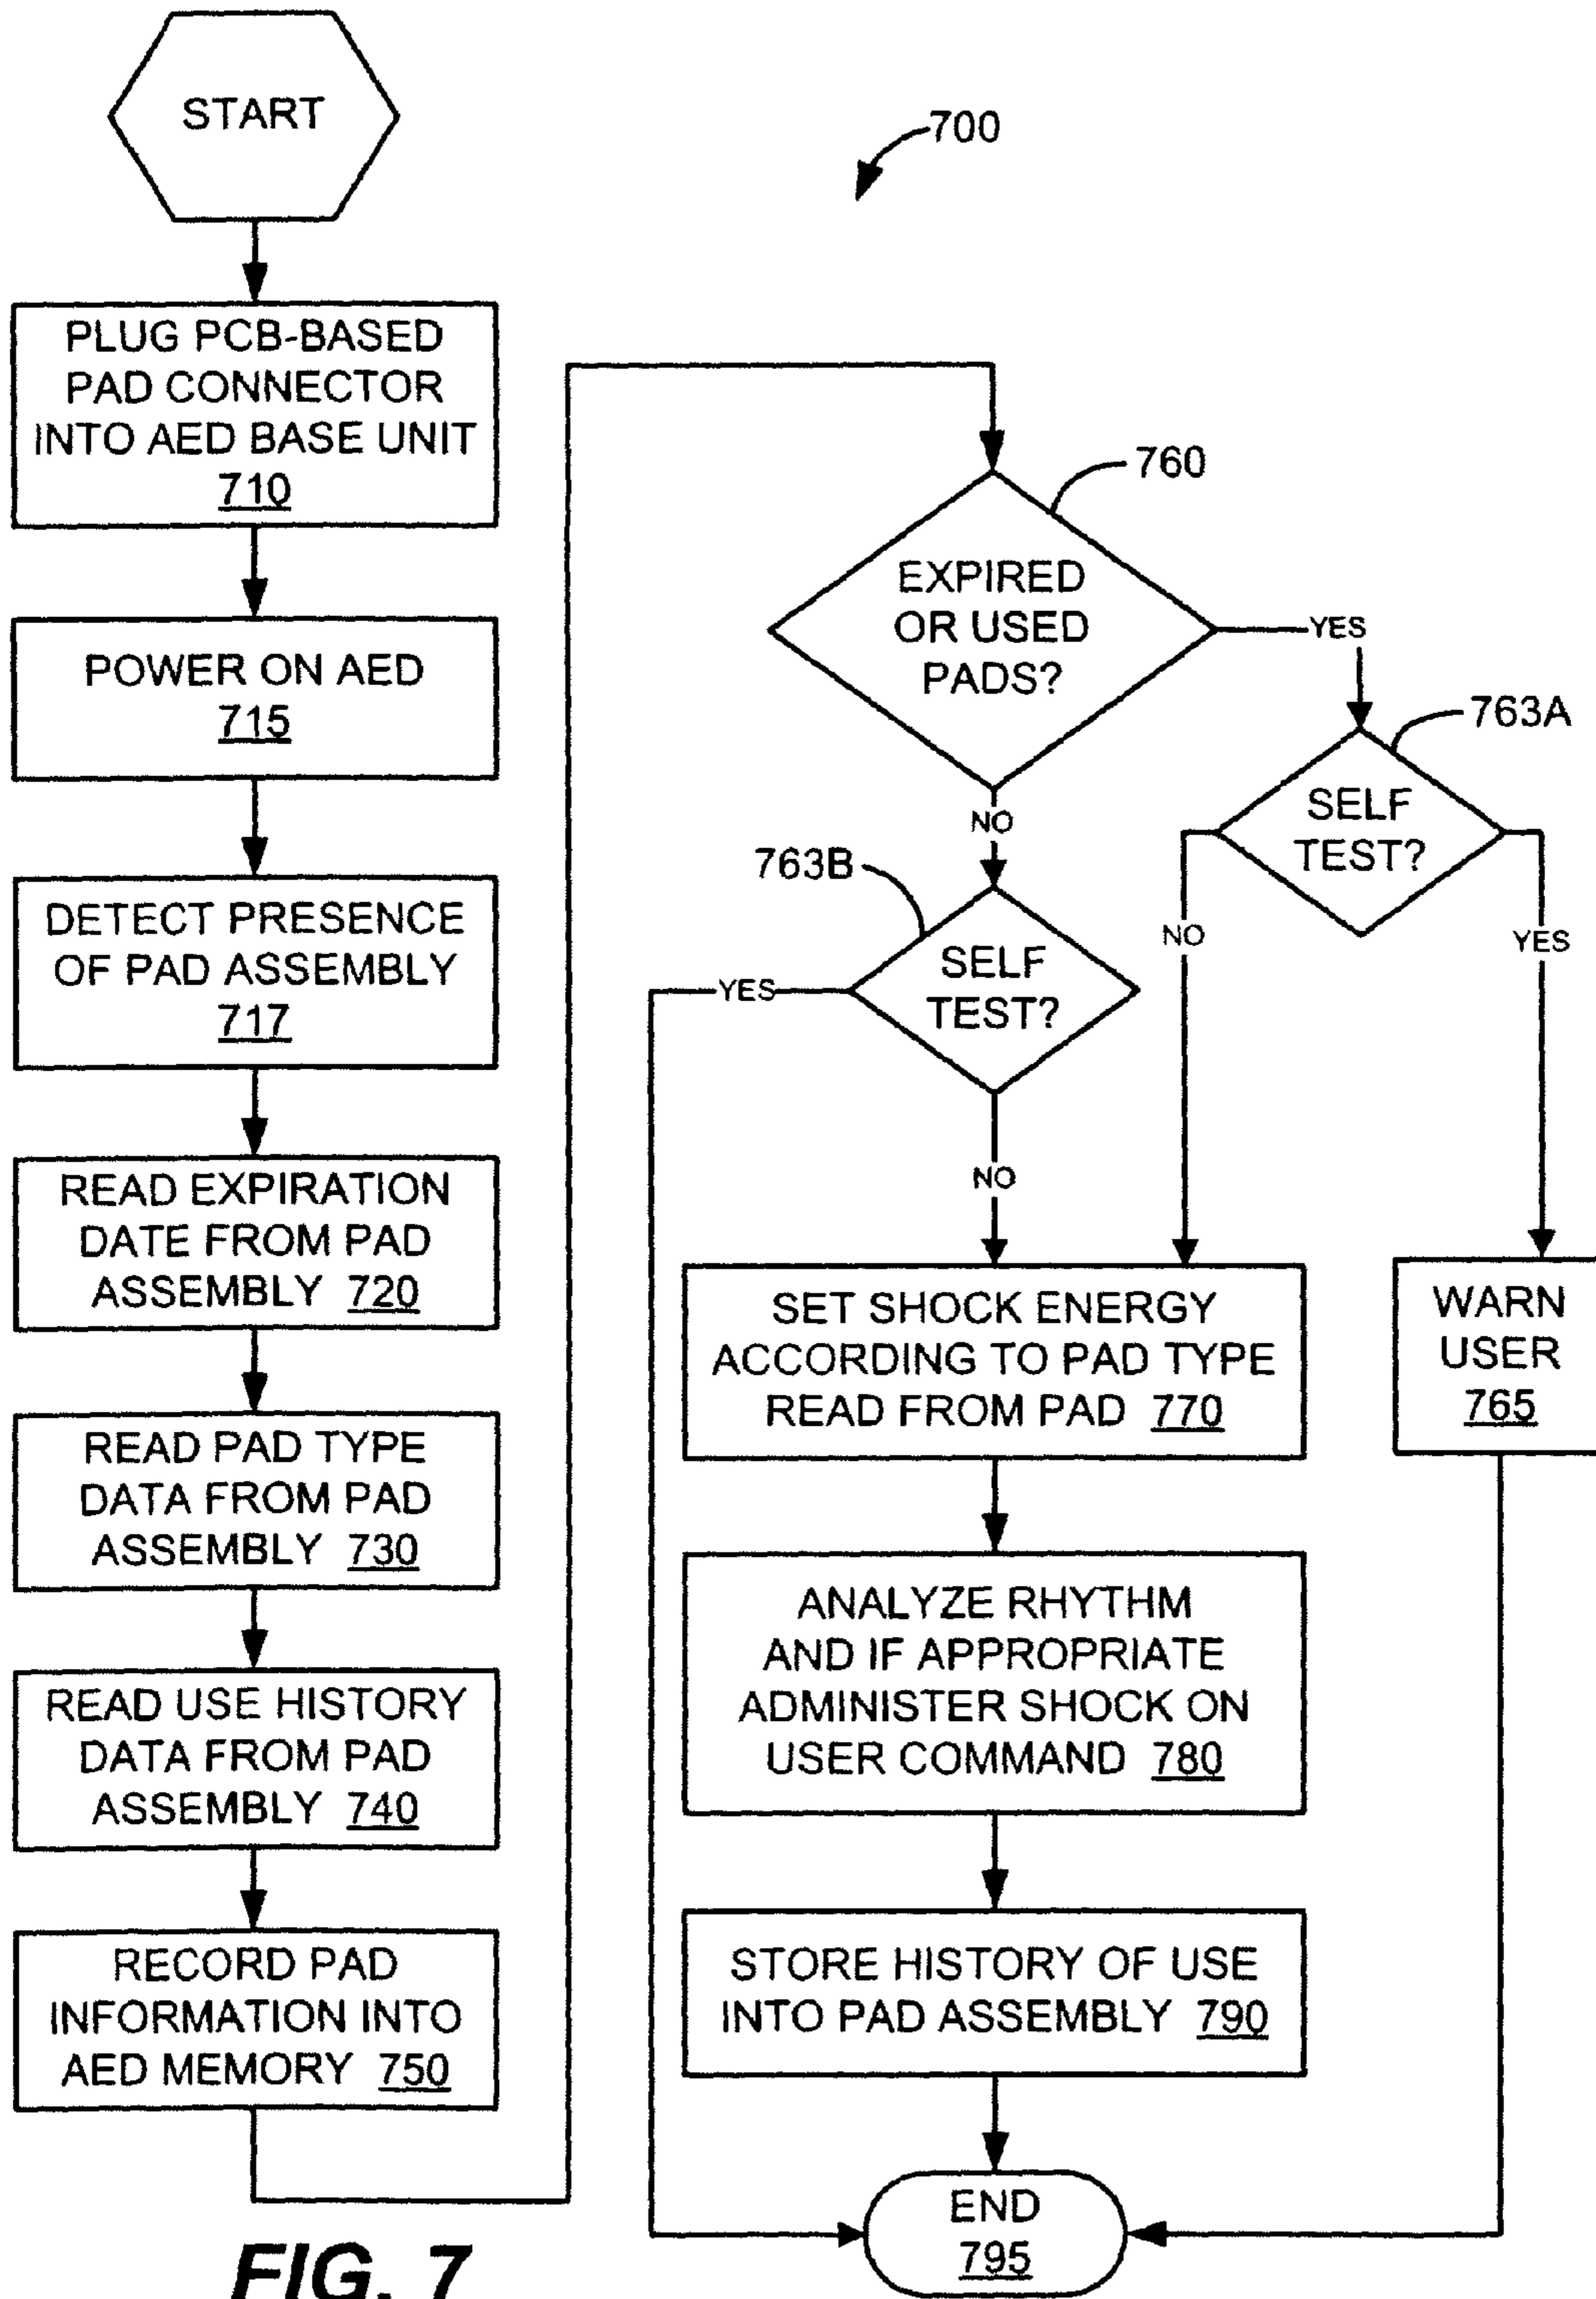 START
700
PLUG PCB-BASED
PAD CONNECTOR
INTO AED BASE UNIT
710
POWER ON AED
715
DETECT PRESENCE
OF PAD ASSEMBLY
717
READ EXPIRATION
DATE FROM PAD
ASSEMBLY 720
READ PAD TYPE
DATA FROM PAD
ASSEMBLY 730
READ USE HISTORY
DATA FROM PAD
ASSEMBLY 740
RECORD PAD
INFORMATION INTO
AED MEMORY 750
760
EXPIRED
OR USED
PADS?
YES
NO
763A
SELF
TEST?
NO
YES
763B
SELF
TEST?
YES
NO
SET SHOCK ENERGY
ACCORDING TO PAD TYPE
READ FROM PAD 770
WARN
USER
765
ANALYZE RHYTHM
AND IF APPROPRIATE
ADMINISTER SHOCK ON
USER COMMAND 780
STORE HISTORY OF USE
INTO PAD ASSEMBLY 790
END
795
FIG. 7